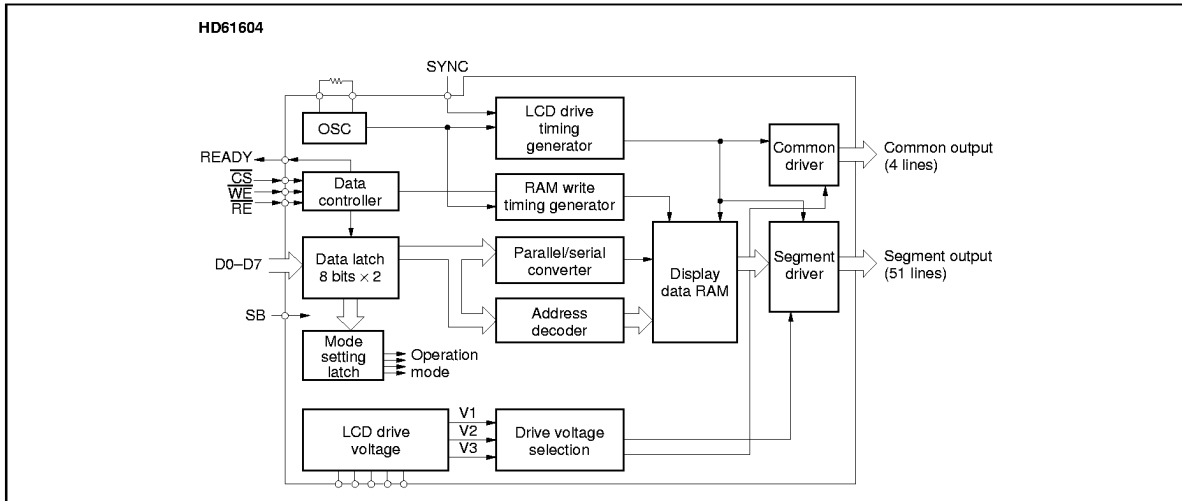 HD61604
SYNC
OSC
LCD drive
timing
generator
Common
driver
Common output
(4 lines)
READY
CS
WE
RE
Data
controller
RAM write
timing generator
D0–D7
Data latch
8 bits × 2
Parallel/serial
converter
Display
data RAM
Segment
driver
Segment output
(51 lines)
SB
Address
decoder
Mode
setting
latch
Operation
mode
LCD drive
voltage
V1
V2
V3
Drive voltage
selection